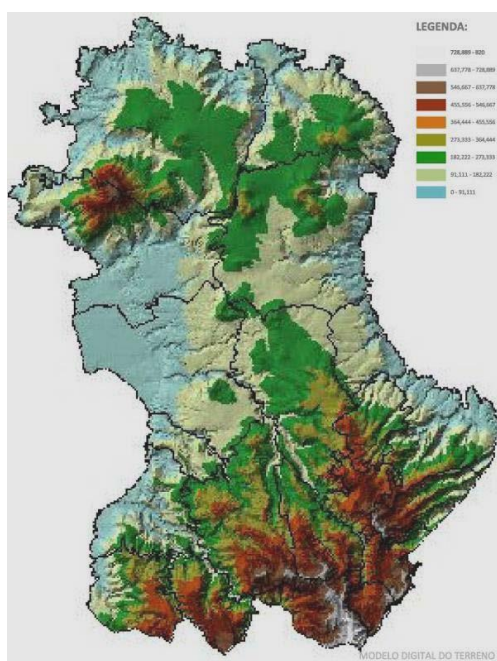 LEGENDA:
728,889 - 820
637,778 - 728,889
546,667 - 637,778
455,556 - 546,667
364,444 - 455,556
273,333 - 364,444
182,222 - 273,333
91,111 - 182,222
0 - 91,111
MODELO DIGITAL DO TERRENO